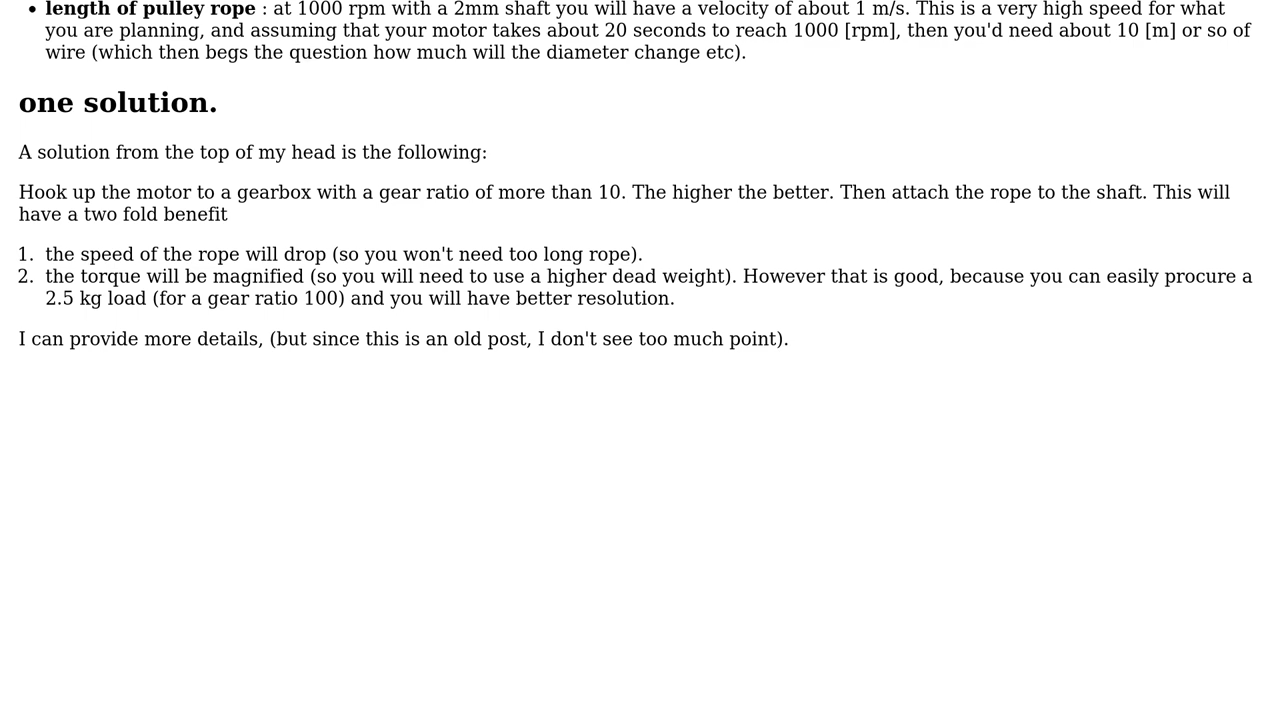 • length of pulley rope : at 1000 rpm with a 2mm shaft you will have a velocity of about 1 m/s. This is a very high speed for what
you are planning, and assuming that your motor takes about 20 seconds to reach 1000 [rpm], then you'd need about 10 [m] or so of
wire (which then begs the question how much will the diameter change etc).
one solution.
A solution from the top of my head is the following:
Hook up the motor to a gearbox with a gear ratio of more than 10. The higher the better. Then attach the rope to the shaft. This will
have a two fold benefit
1. the speed of the rope will drop (so you won't need too long rope).
2. the torque will be magnified (so you will need to use a higher dead weight). However that is good, because you can easily procure a
2.5 kg load (for a gear ratio 100) and you will have better resolution.
I can provide more details, (but since this is an old post, I don't see too much point).